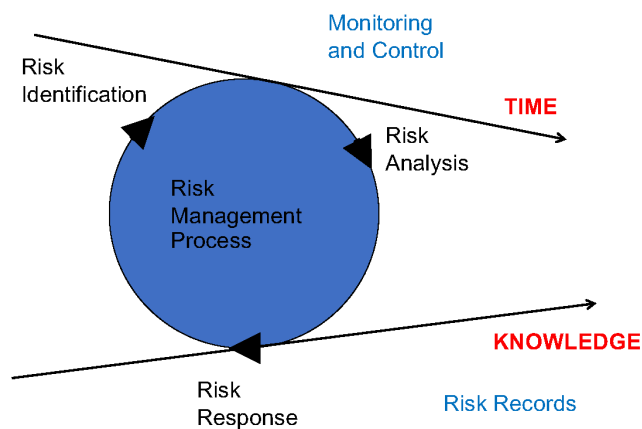 Monitoring
and Control
Risk
Identification
TIME
Risk
Analysis
Risk
Management
Process
KNOWLEDGE
Risk
Response
Risk Records